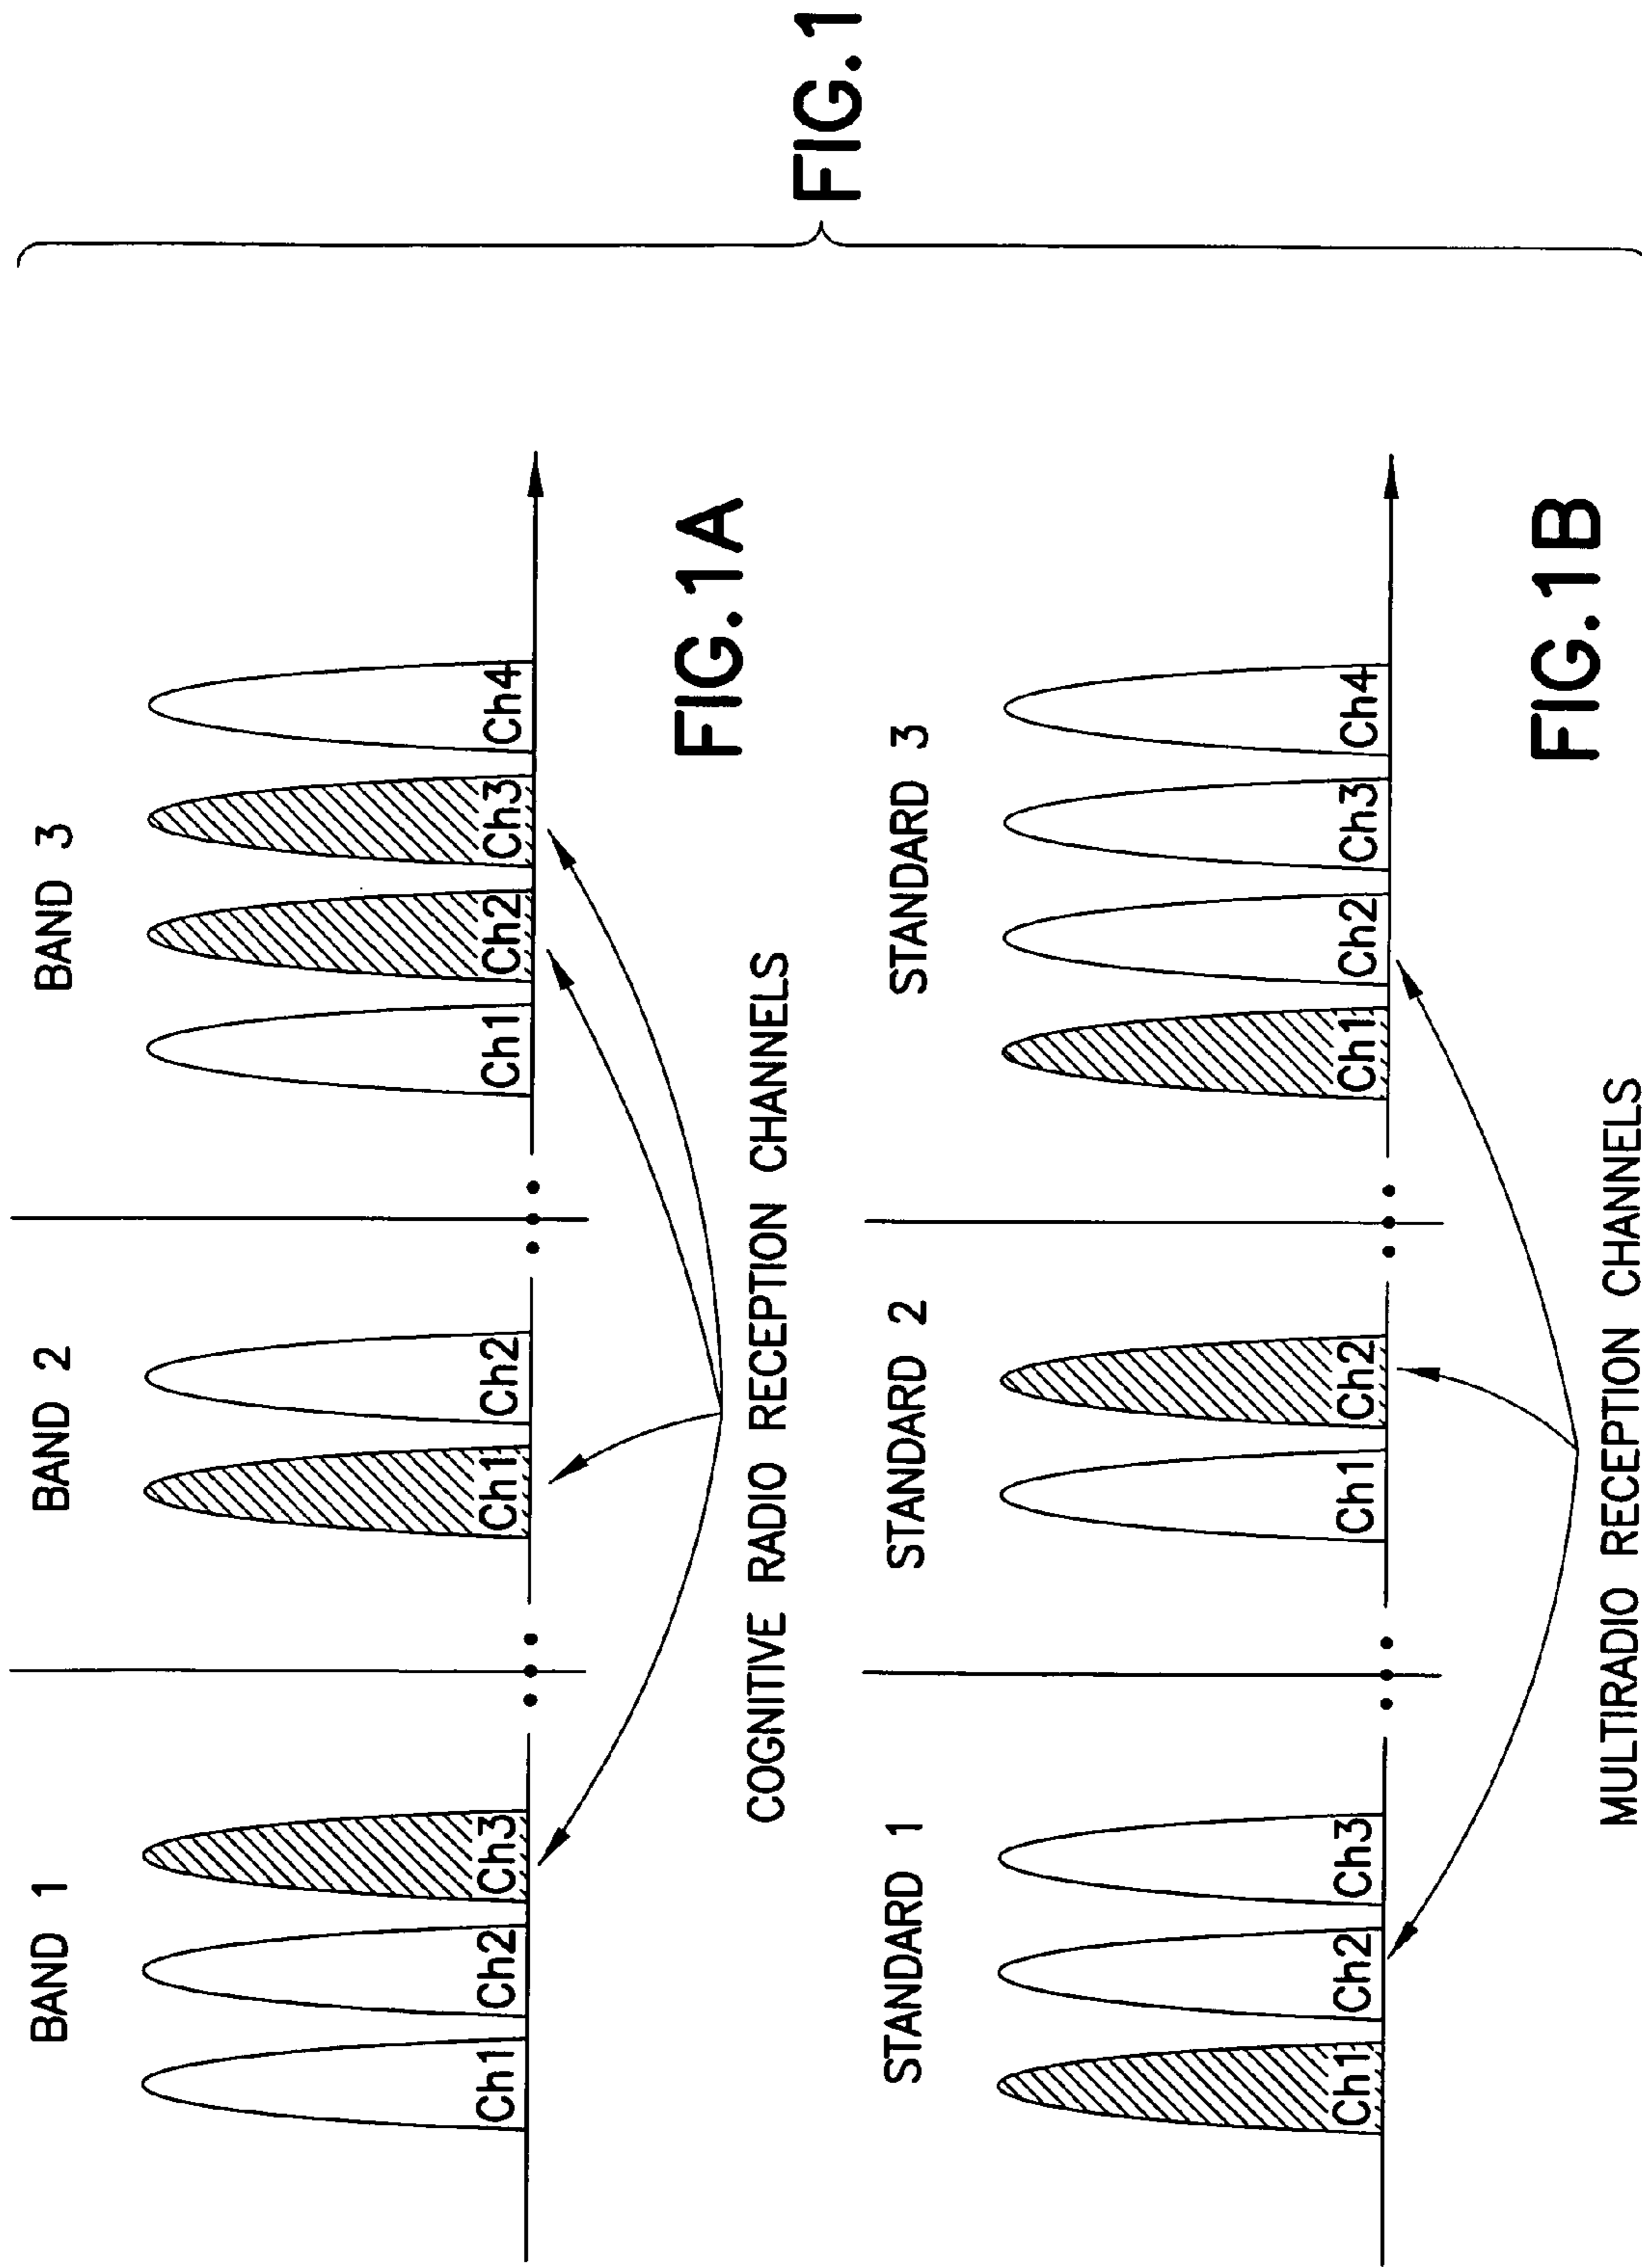 BAND 1
BAND 2
BAND 3
Ch1
Ch2
Ch3
Ch1
Ch2
Ch1
Ch2
Ch3
Ch4
COGNITIVE RADIO RECEPTION CHANNELS
FIG.1A
STANDARD 1
STANDARD 2
STANDARD 3
Ch1
Ch2
Ch3
Ch1
Ch2
Ch1
Ch2
Ch3
Ch4
MULTIRADIO RECEPTION CHANNELS
FIG.1B
FIG.1